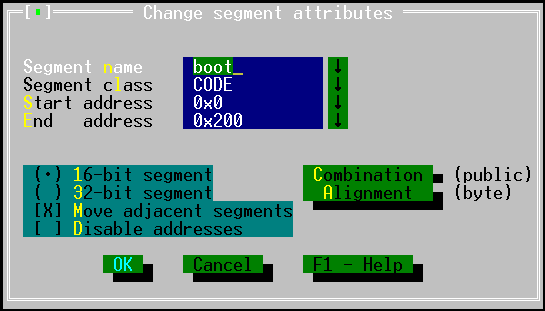 [▪] Change segment attributes
Segment name boot_ ↓
Segment class CODE ↓
Start address 0x0 ↓
End address 0x200 ↓
(•) 16-bit segment Combination (public)
( ) 32-bit segment Alignment (byte)
[X] Move adjacent segments
[ ] Disable addresses
OK Cancel F1 - Help